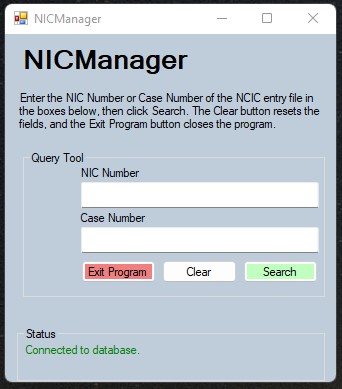 NICManager
NICManager
Enter the NIC Number or Case Number of the NCIC entry file in
the boxes below, then click Search. The Clear button resets the
fields, and the Exit Program button closes the program.
Query Tool
NIC Number
Case Number
Exit Program Clear Search
Status
Connected to database.